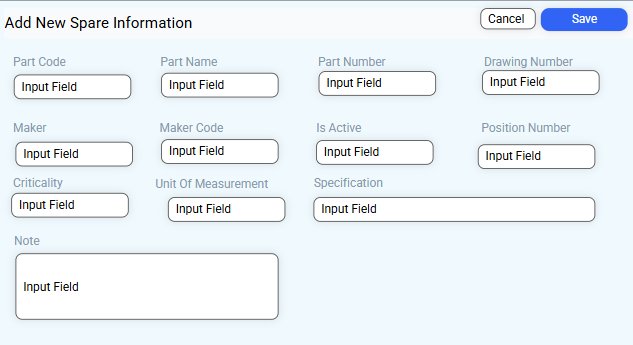 Add New Spare Information
Cancel
Save
Part Code
Part Name
Part Number
Drawing Number
Input Field
Input Field
Input Field
Input Field
Maker
Maker Code
Is Active
Position Number
Input Field
Input Field
Input Field
Input Field
Criticality
Unit Of Measurement
Specification
Input Field
Input Field
Input Field
Note
Input Field